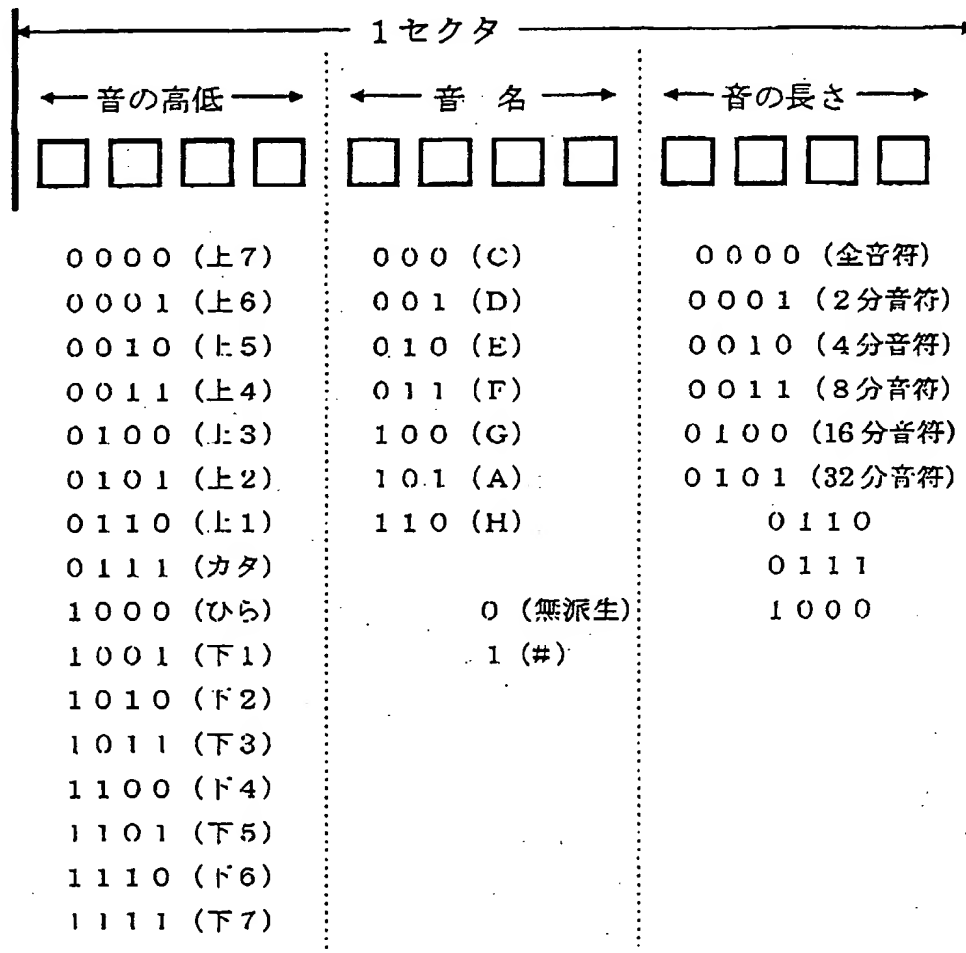 1セクタ
音の高低 音 名 音の長さ
0000 (上7) 000 (C) 0000 (全音符)
0001 (上6) 001 (D) 0001 (2分音符)
0010 (上5) 010 (E) 0010 (4分音符)
0011 (上4) 011 (F) 0011 (8分音符)
0100 (上3) 100 (G) 0100 (16分音符)
0101 (上2) 101 (A) 0101 (32分音符)
0110 (上1) 110 (H) 0110
0111 (カタ) 0111
1000 (ひら) 0 (無派生) 1000
1001 (下1) 1 (#)
1010 (下2)
1011 (下3)
1100 (下4)
1101 (下5)
1110 (下6)
1111 (下7)